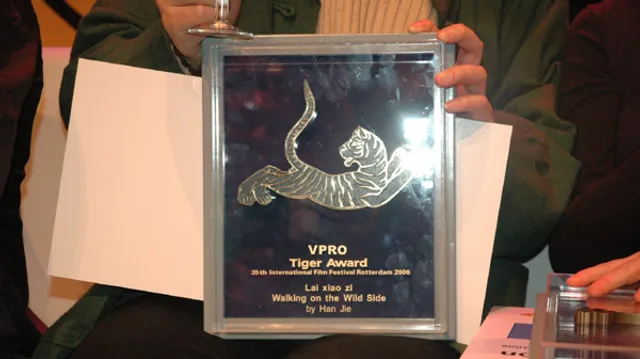 VPRO
Tiger Award
35th International Film Festival Rotterdam 2006
Lai xiao zi
Walking on the Wild Side
by Han Jie